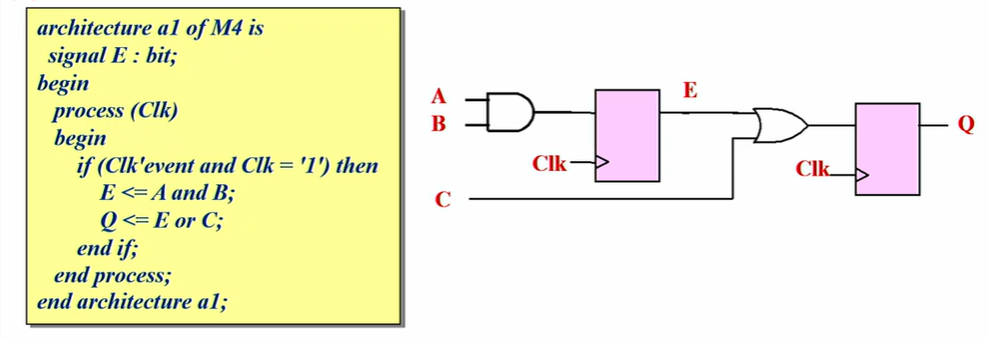 architecture a1 of M4 is
signal E : bit;
begin
process (Clk)
begin
if (Clk'event and Clk = '1') then
E <= A and B;
Q <= E or C;
end if;
end process;
end architecture a1;
A
B
E
Q
Clk
Clk
C